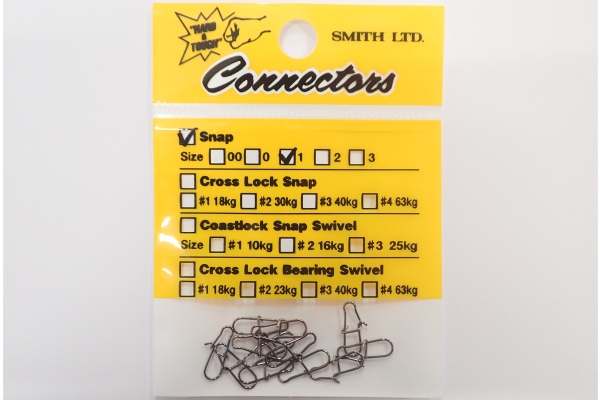 "HARD
&
TOUGH"
SMITH LTD.
Connectors
Snap
Size 00 0 1 2 3
Cross Lock Snap
#1 18kg #2 30kg #3 40kg #4 63kg
Coastlock Snap Swivel
Size #1 10kg #2 16kg #3 25kg
Cross Lock Bearing Swivel
#1 18kg #2 23kg #3 40kg #4 63kg